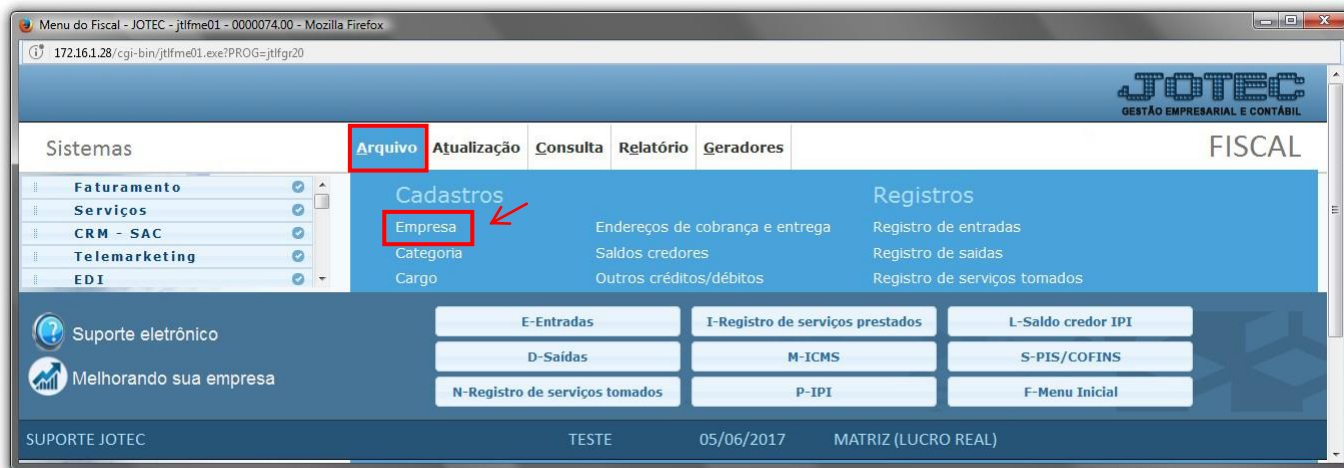 Menu do Fiscal - JOTEC - jtlfme01 - 0000074.00 - Mozilla Firefox
172.16.1.28/cgi-bin/jtlfme01.exe?PROG=jtlfgr20
JOTEC
GESTÃO EMPRESARIAL E CONTÁBIL
Sistemas
Arquivo Atualização Consulta Relatório Geradores
FISCAL
Faturamento
Serviços
CRM - SAC
Telemarketing
EDI
Cadastros
Empresa
Categoria
Cargo
Endereços de cobrança e entrega
Saldos credores
Outros créditos/débitos
Registros
Registro de entradas
Registro de saidas
Registro de serviços tomados
Suporte eletrônico
Melhorando sua empresa
E-Entradas I-Registro de serviços prestados L-Saldo credor IPI
D-Saídas M-ICMS S-PIS/COFINS
N-Registro de serviços tomados P-IPI F-Menu Inicial
SUPORTE JOTEC TESTE 05/06/2017 MATRIZ (LUCRO REAL)